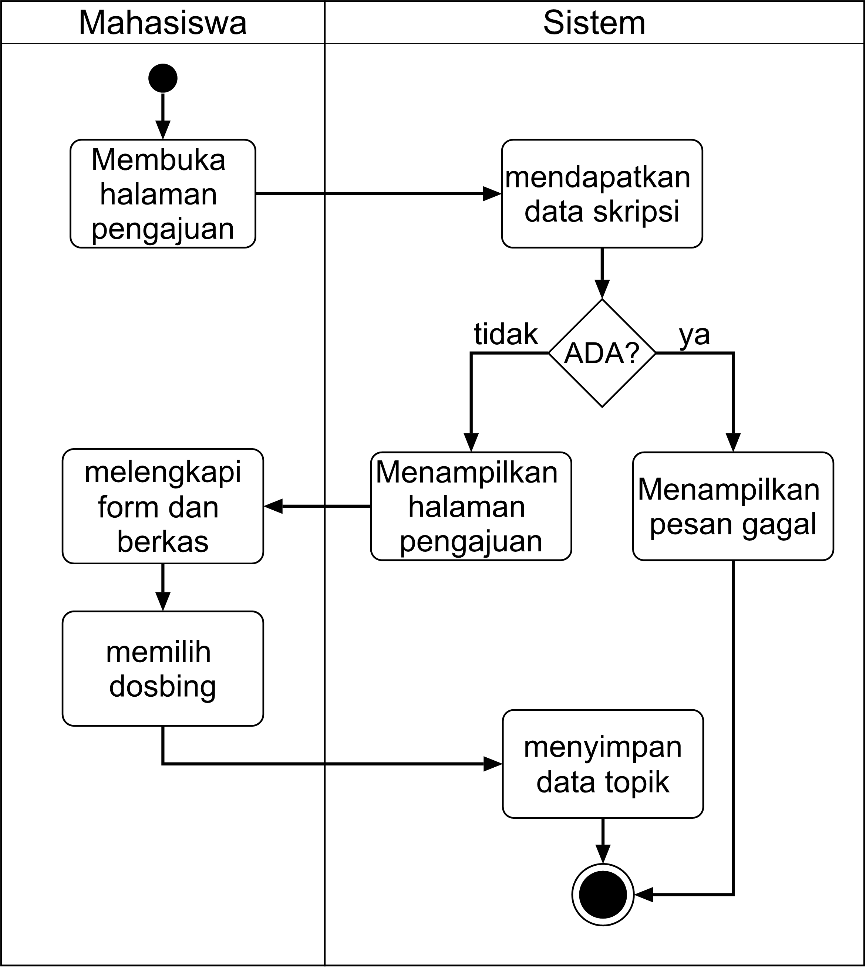 Mahasiswa
Sistem
Membuka
halaman
pengajuan
mendapatkan
data skripsi
tidak
ADA?
ya
melengkapi
form dan
berkas
Menampilkan
halaman
pengajuan
Menampilkan
pesan gagal
memilih
dosbing
menyimpan
data topik